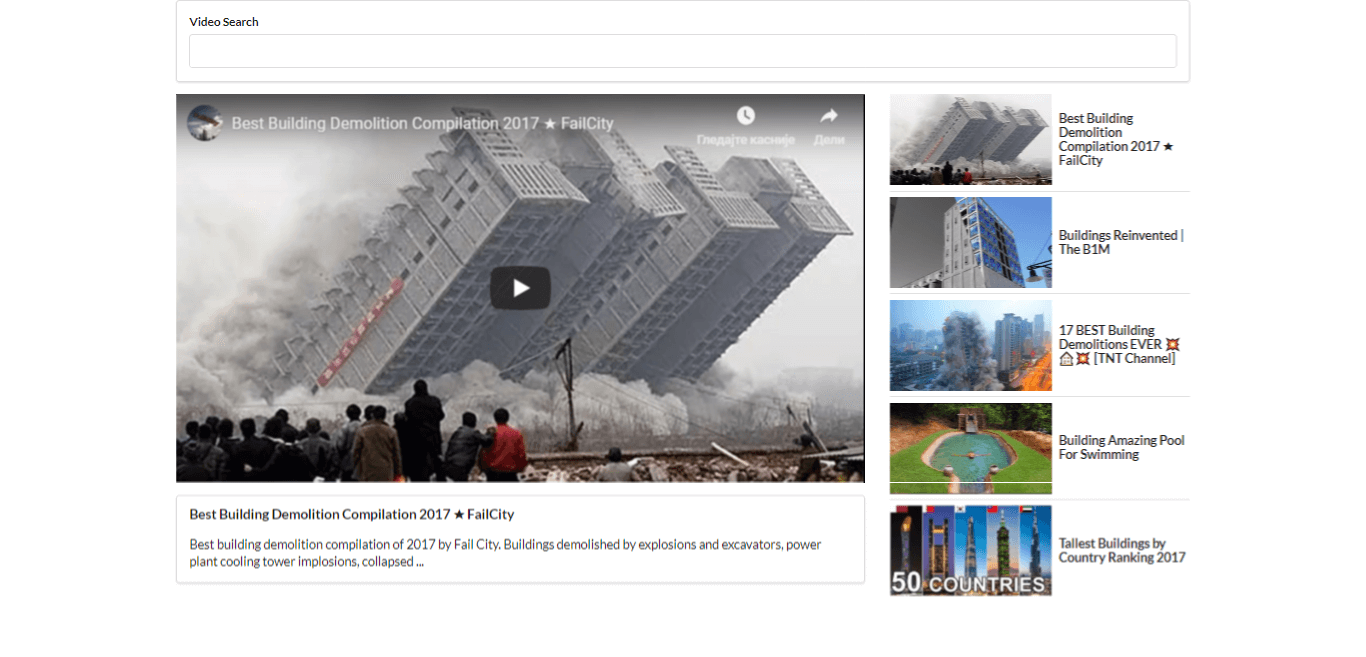 Video Search
Best Building Demolition Compilation 2017 ★ FailCity
Гледајте касније
Дели
Best Building Demolition Compilation 2017 ★ FailCity
Best building demolition compilation of 2017 by Fail City. Buildings demolished by explosions and excavators, power
plant cooling tower implosions, collapsed ...
Best Building
Demolition
Compilation 2017 ★
FailCity
Buildings Reinvented |
The B1M
17 BEST Building
Demolitions EVER 💥
🏠💥 [TNT Channel]
Building Amazing Pool
For Swimming
50 COUNTRIES
Tallest Buildings by
Country Ranking 2017